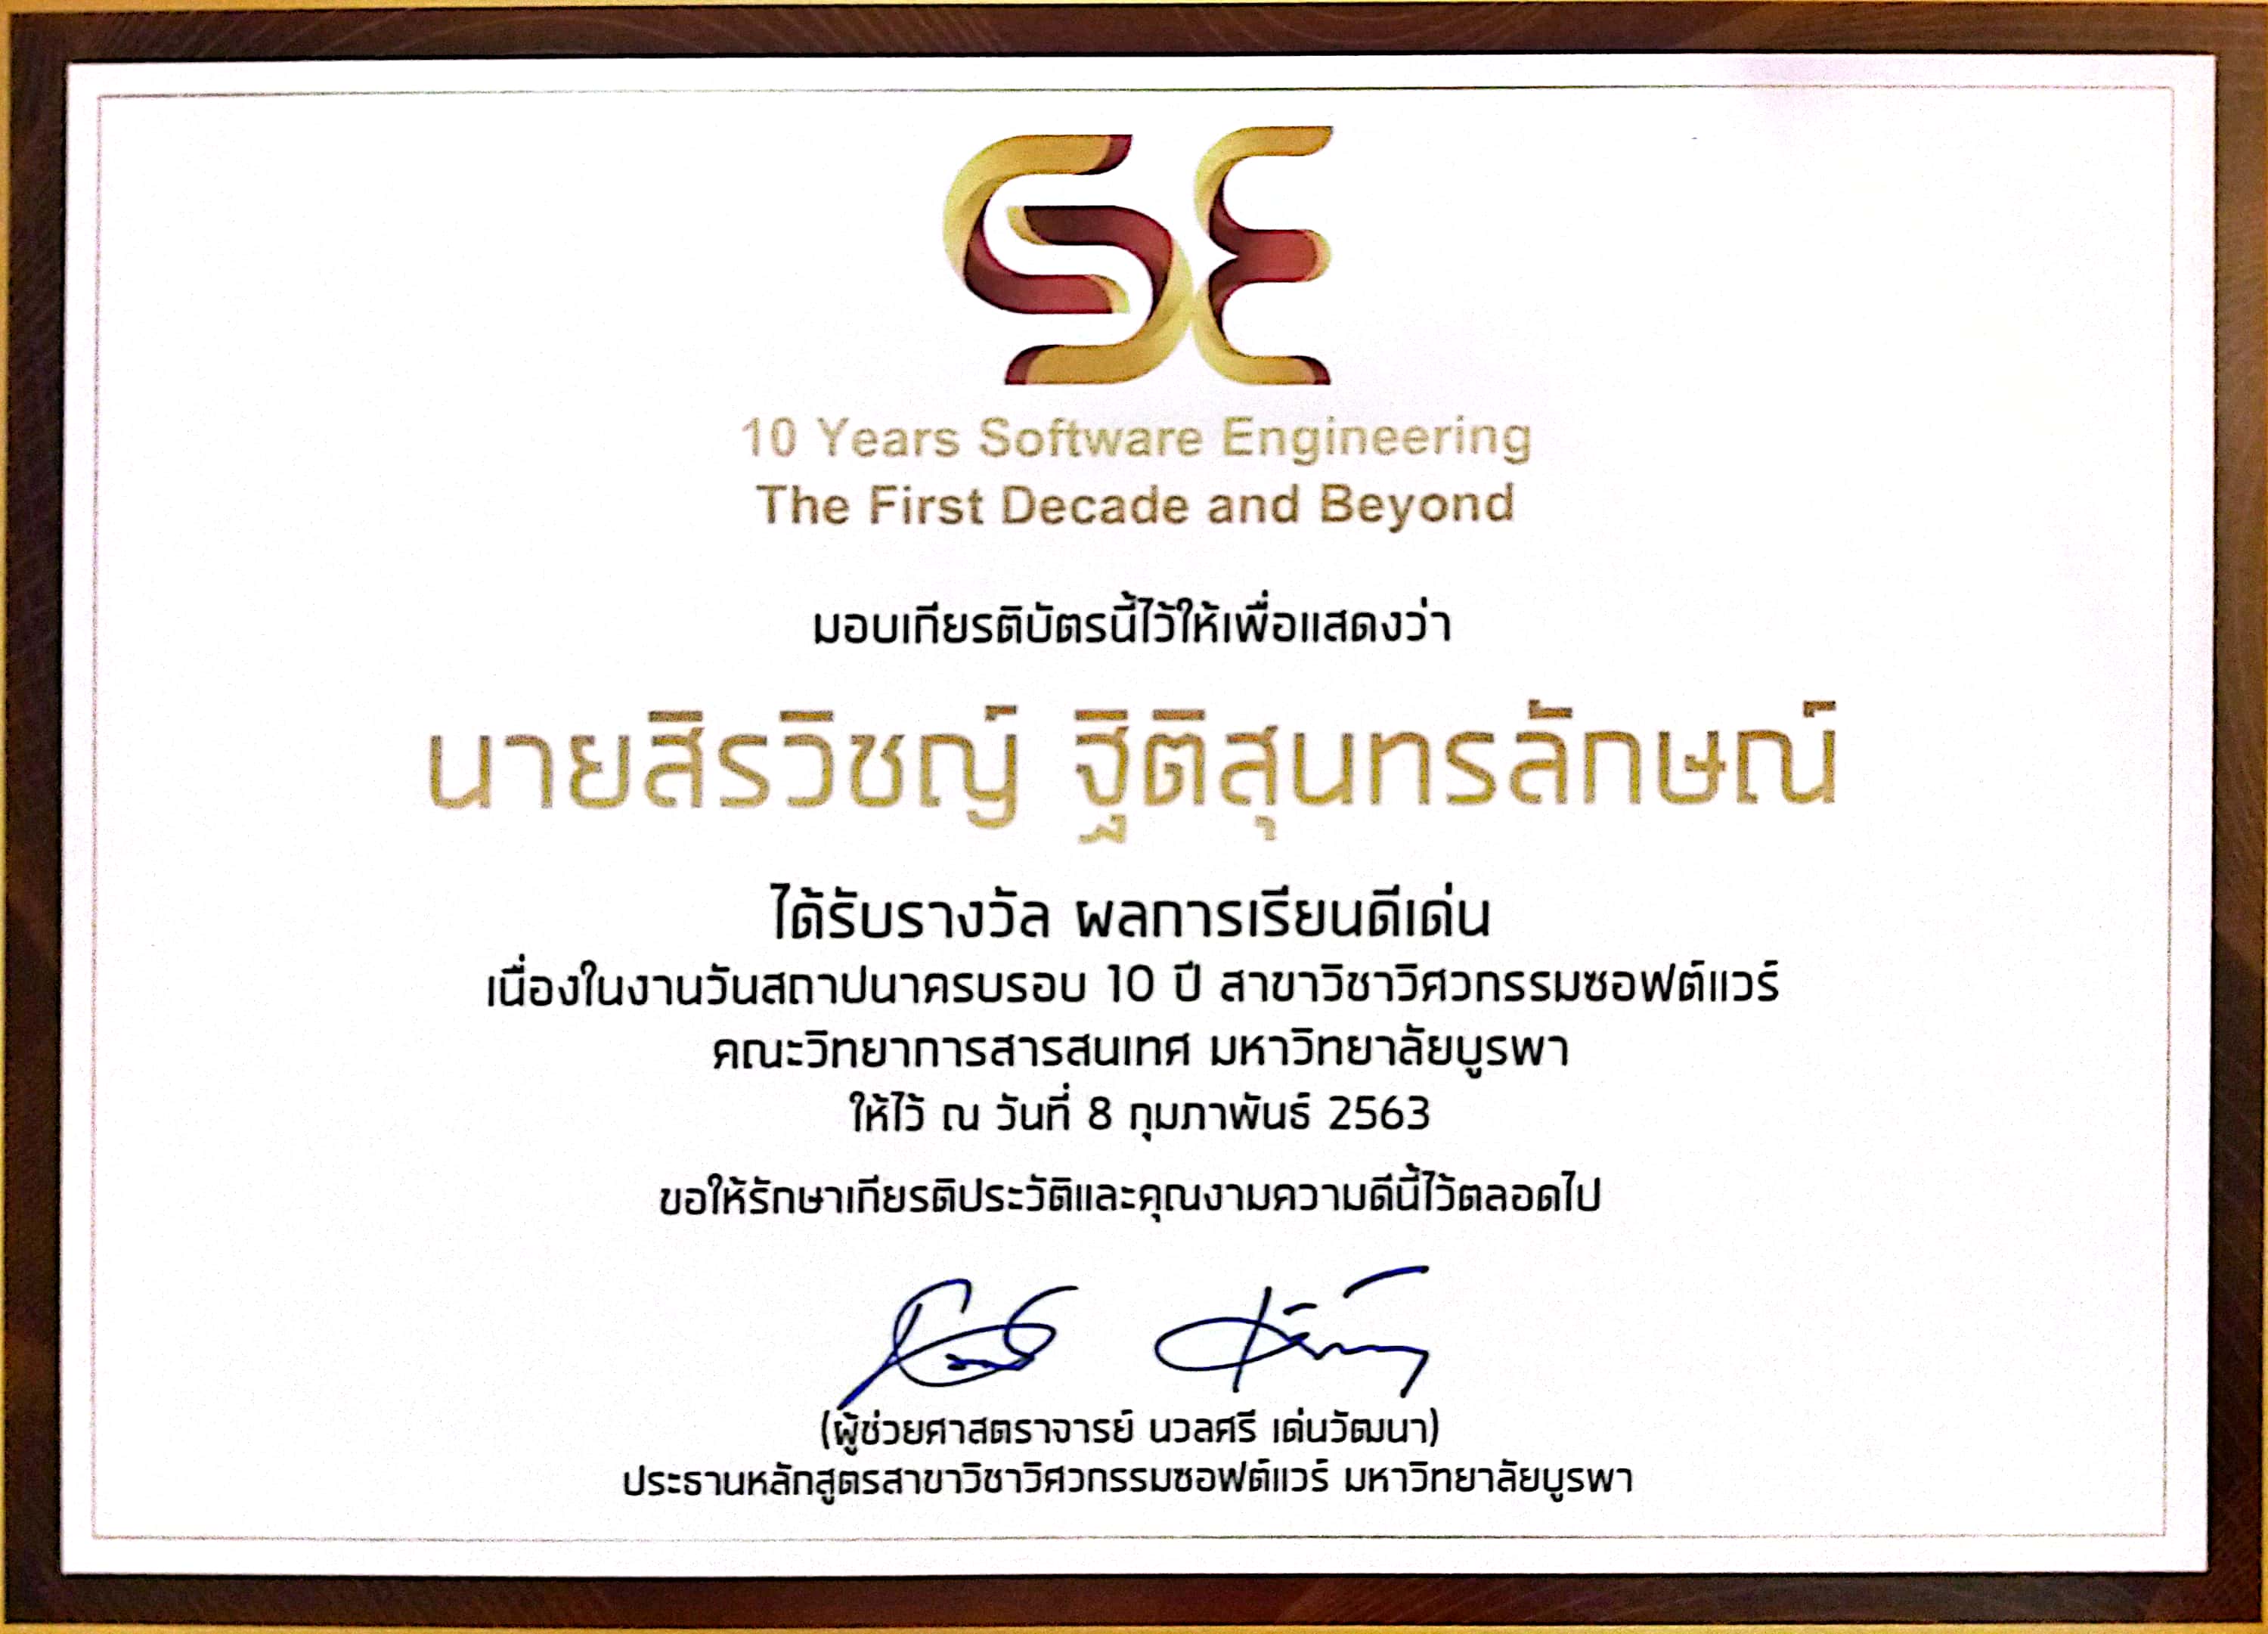 SE
10 Years Software Engineering
The First Decade and Beyond
มอบเกียรติบัตรนี้ไว้ให้เพื่อแสดงว่า
นายสิรวิชญ์ ฐิติสุนทรลักษณ์
ได้รับรางวัล ผลการเรียนดีเด่น
เนื่องในงานวันสถาปนาครบรอบ 10 ปี สาขาวิชาวิศวกรรมซอฟต์แวร์
คณะวิทยาการสารสนเทศ มหาวิทยาลัยบูรพา
ให้ไว้ ณ วันที่ 8 กุมภาพันธ์ 2563
ขอให้รักษาเกียรติประวัติและคุณงามความดีนี้ไว้ตลอดไป
(ผู้ช่วยศาสตราจารย์ นวลศรี เด่นวัฒนา)
ประธานหลักสูตรสาขาวิชาวิศวกรรมซอฟต์แวร์ มหาวิทยาลัยบูรพา